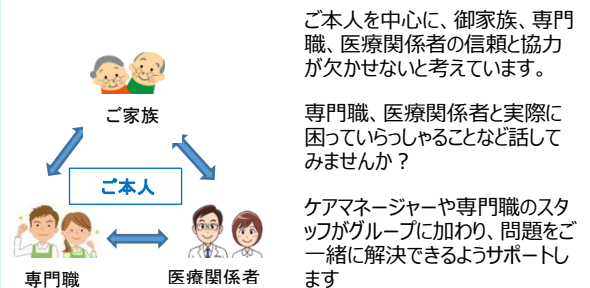 ご家族
ご本人
専門職
医療関係者
ご本人を中心に、御家族、専門
職、医療関係者の信頼と協力
が欠かせないと考えています。
専門職、医療関係者と実際に
困っていらっしゃることなど話して
みませんか？
ケアマネージャーや専門職のスタ
ッフがグループに加わり、問題をご
一緒に解決できるようサポートし
ます